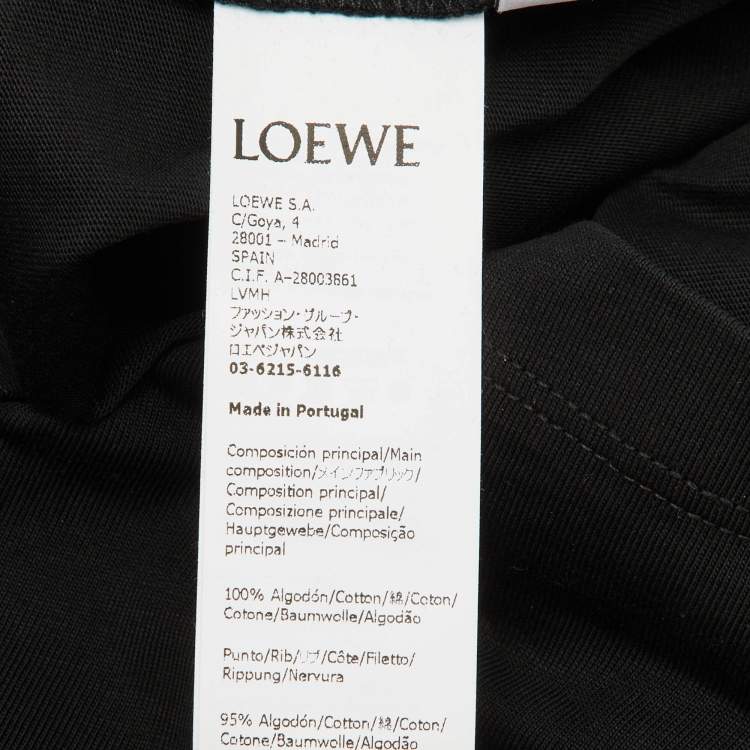 LOEWE
LOEWE S.A.
C/Goya, 4
28001 – Madrid
SPAIN
C.I.F. A-28003861
LVMH
ファッション・グループ・
ジャパン株式会社
ロエベジャパン
03-6215-6116
Made in Portugal
Composición principal/Main
composition/メインファブリック/
Composition principal/
Composizione principale/
Hauptgewebe/Composição
principal
100% Algodón/Cotton/綿/Coton/
Cotone/Baumwolle/Algodão
Punto/Rib/リブ/Côte/Filetto/
Rippung/Nervura
95% Algodón/Cotton/綿/Coton/
Cotone/Baumwolle/Algodão